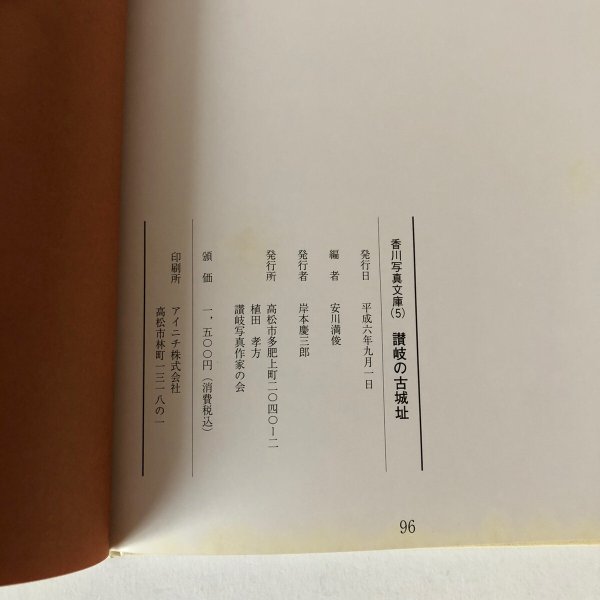 香川写真文庫(5) 讃岐の古城址
発行日 平成六年九月一日
編者 安川満俊
発行者 岸本慶三郎
発行所 高松市多肥上町二〇四〇ー二
植田 孝方
讃岐写真作家の会
頒価 一、五〇〇円(消費税込)
印刷所 アイニチ株式会社
高松市林町一三一八の一
96